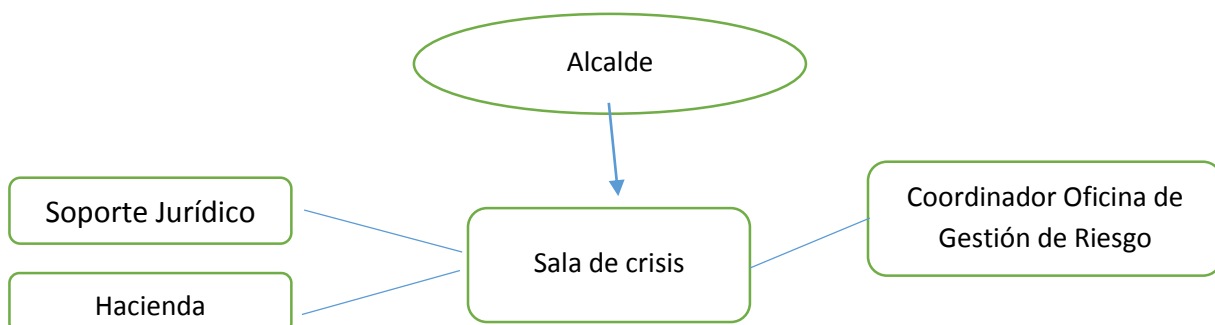 Alcalde
Soporte Jurídico
Coordinador Oficina de
Gestión de Riesgo
Sala de crisis
Hacienda